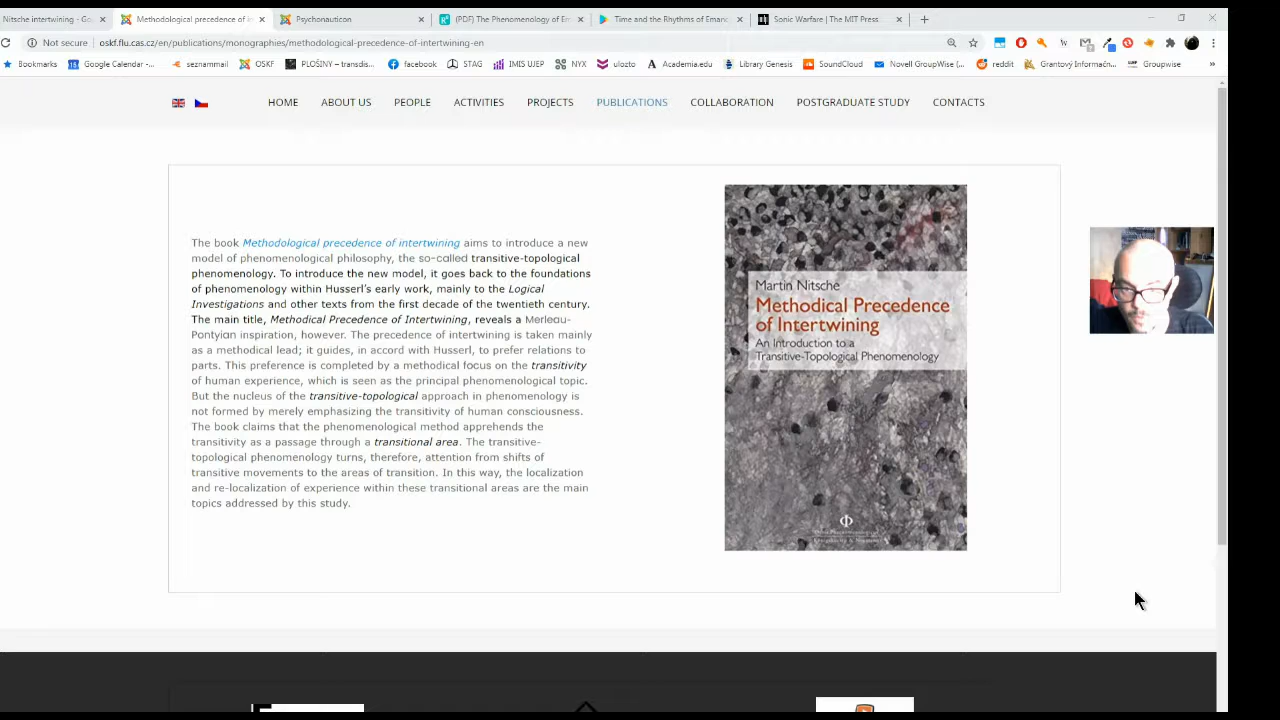 Nitsche intertwining - Go
Methodological precedence of in
Psychonauticon
(PDF) The Phenomenology of Em
Time and the Rhythms of Emanc
Sonic Warfare | The MIT Press
Not secure
oskf.flu.cas.cz/en/publications/monographies/methodological-precedence-of-intertwining-en
Bookmarks
Google Calendar -...
seznammail
OSKF
PLOŠINY – transdis...
facebook
STAG
IMIS UJEP
NYX
ulozto
Academia.edu
Library Genesis
SoundCloud
Novell GroupWise (...
reddit
Grantový Informačn...
Groupwise
HOME
ABOUT US
PEOPLE
ACTIVITIES
PROJECTS
PUBLICATIONS
COLLABORATION
POSTGRADUATE STUDY
CONTACTS
The book Methodological precedence of intertwining aims to introduce a new
model of phenomenological philosophy, the so-called transitive-topological
phenomenology. To introduce the new model, it goes back to the foundations
of phenomenology within Husserl's early work, mainly to the Logical
Investigations and other texts from the first decade of the twentieth century.
The main title, Methodical Precedence of Intertwining, reveals a Merleau-
Pontyian inspiration, however. The precedence of intertwining is taken mainly
as a methodical lead; it guides, in accord with Husserl, to prefer relations to
parts. This preference is completed by a methodical focus on the transitivity
of human experience, which is seen as the principal phenomenological topic.
But the nucleus of the transitive-topological approach in phenomenology is
not formed by merely emphasizing the transitivity of human consciousness.
The book claims that the phenomenological method apprehends the
transitivity as a passage through a transitional area. The transitive-
topological phenomenology turns, therefore, attention from shifts of
transitive movements to the areas of transition. In this way, the localization
and re-localization of experience within these transitional areas are the main
topics addressed by this study.
Martin Nitsche
Methodical Precedence
of Intertwining
An Introduction to a
Transitive-Topological Phenomenology